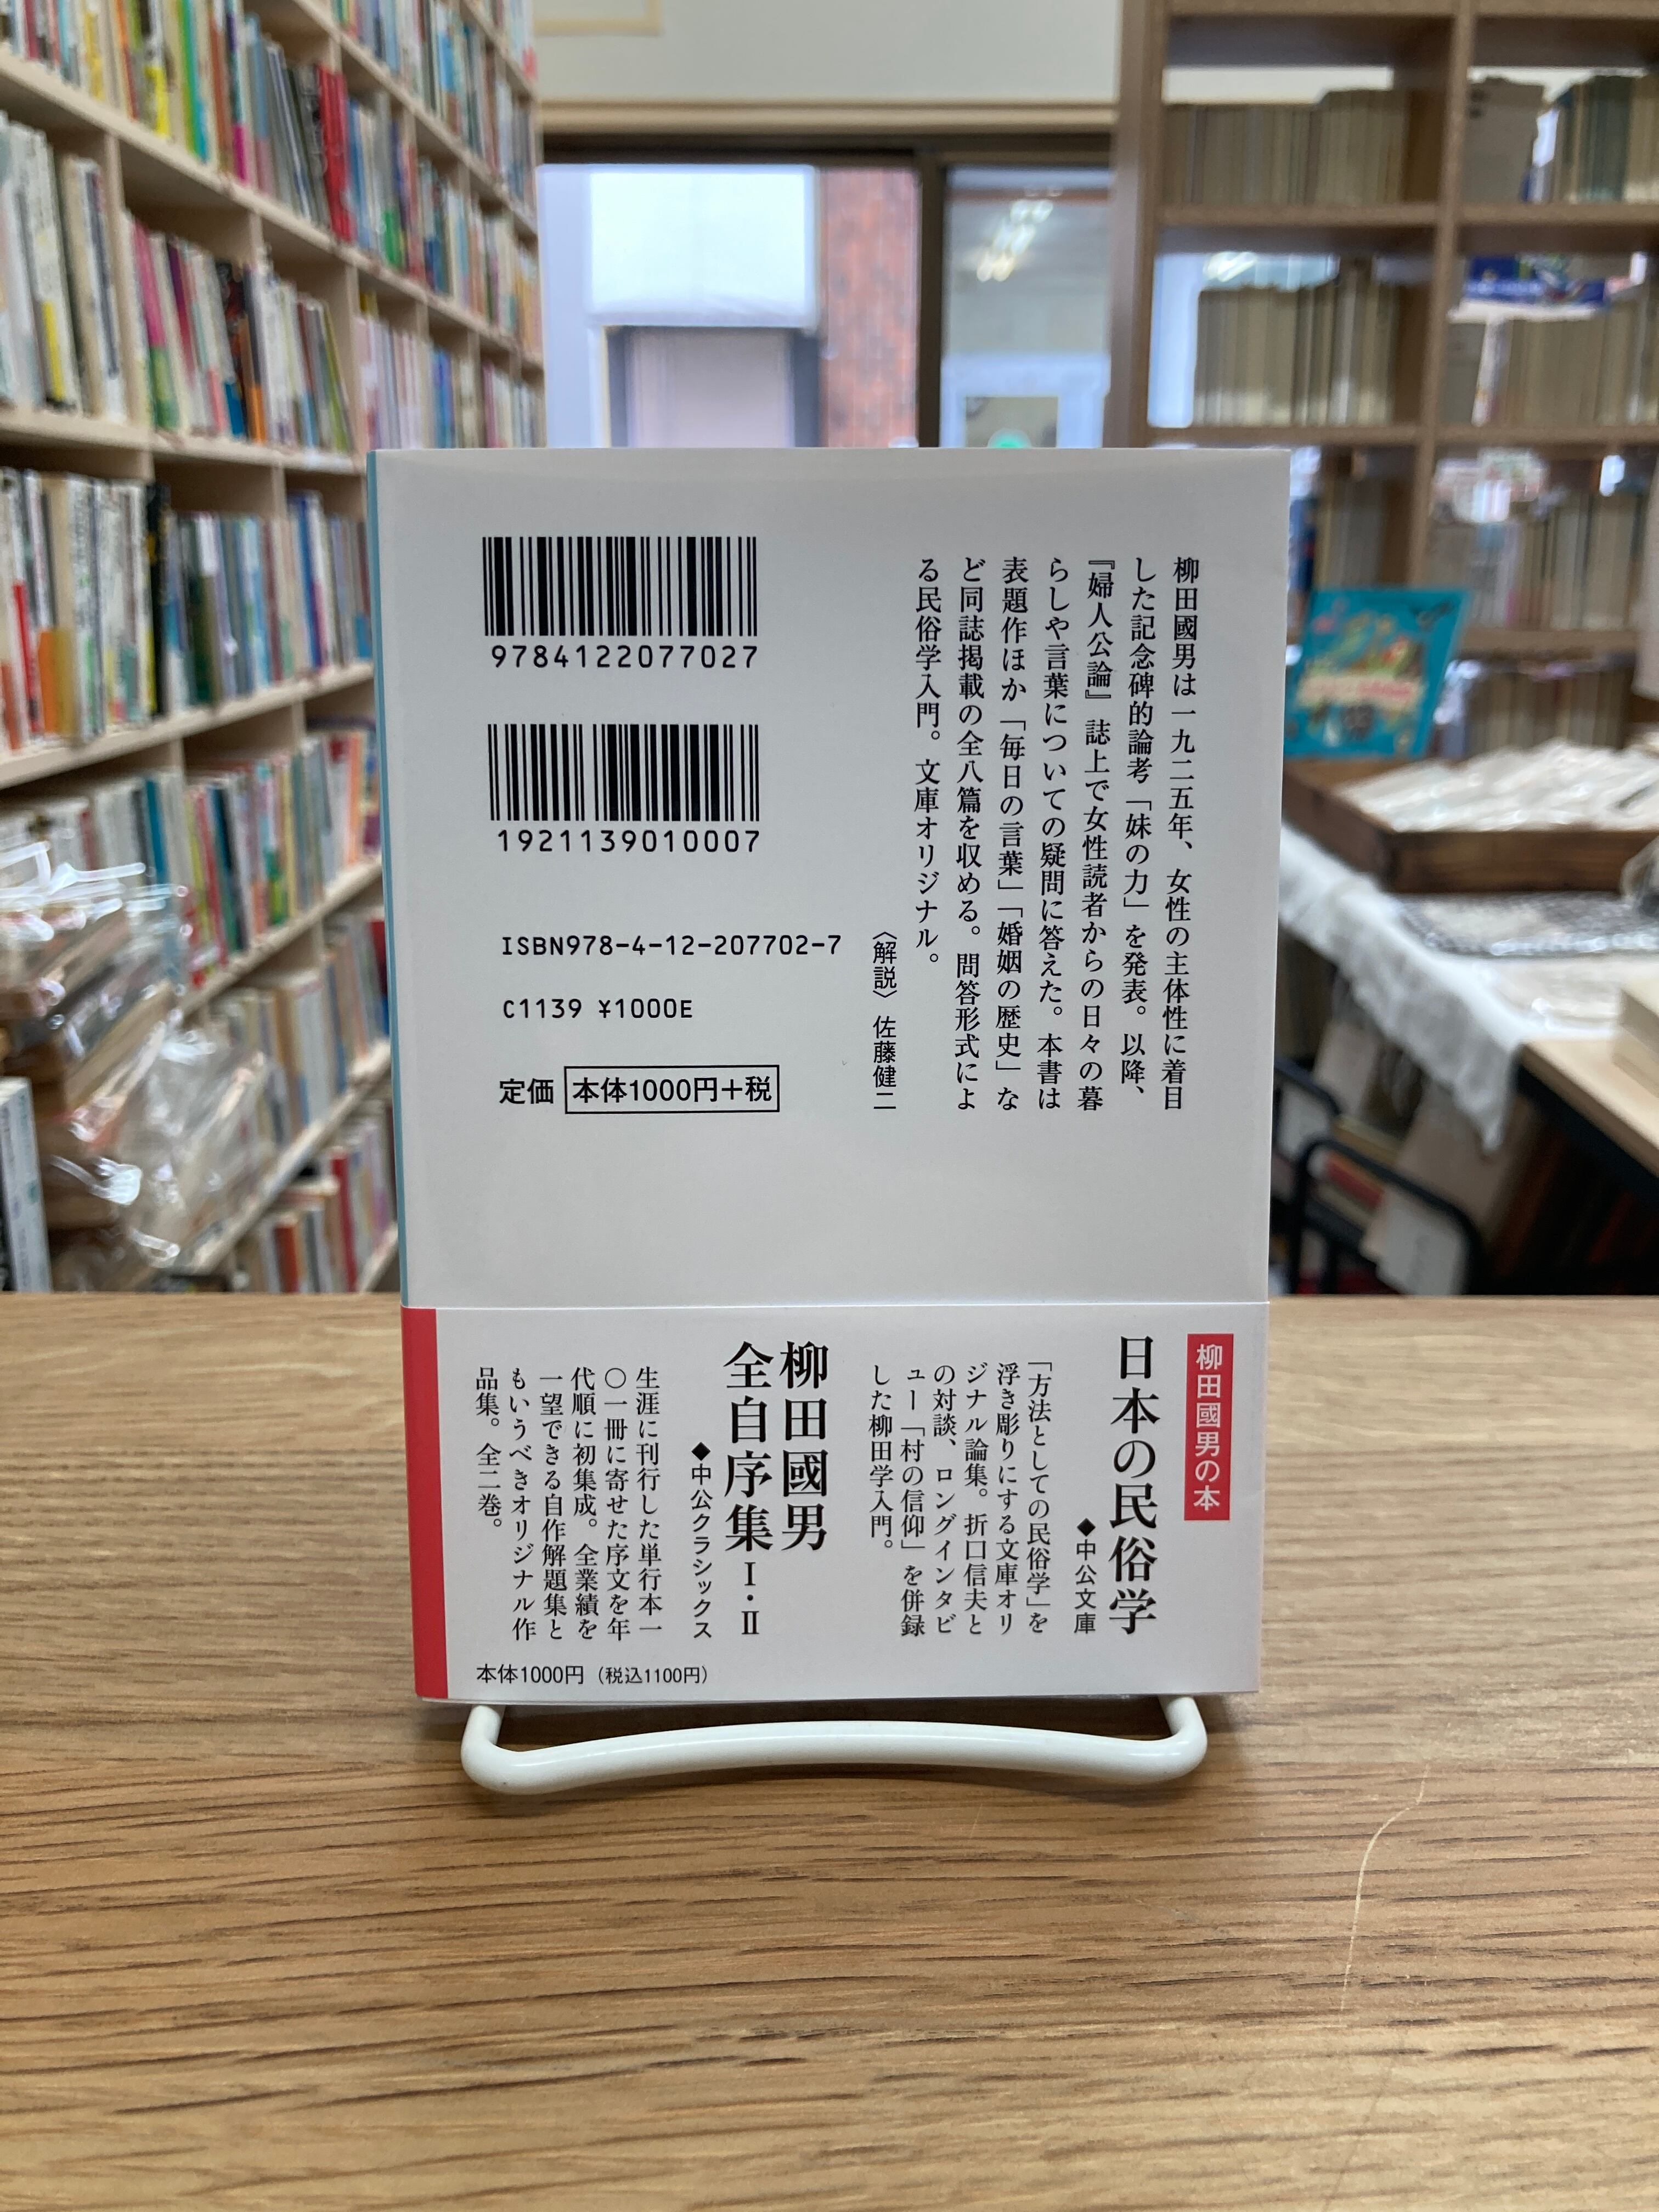 柳田國男は一九二五年、女性の主体性に着目
した記念碑的論考「妹の力」を発表。以降、
『婦人公論』誌上で女性読者からの日々の暮
らしや言葉についての疑問に答えた。本書は
表題作ほか「毎日の言葉」「婚姻の歴史」な
ど同誌掲載の全八篇を収める。問答形式によ
る民俗学入門。文庫オリジナル。
〈解説〉佐藤健二
9784122077027
1921139010007
ISBN978-4-12-207702-7
C1139 ¥1000E
定価 本体1000円+税
柳田國男の本
日本の民俗学
◆中公文庫
「方法としての民俗学」を
浮き彫りにする文庫オリ
ジナル論集。折口信夫と
の対談、ロングインタビ
ュー「村の信仰」を併録
した柳田学入門。
柳田國男
全自序集Ⅰ・Ⅱ
◆中公クラシックス
生涯に刊行した単行本一
〇一冊に寄せた序文を年
代順に初集成。全業績を
一望できる自作解題集と
もいうべきオリジナル作
品集。全二巻。
本体1000円（税込1100円）